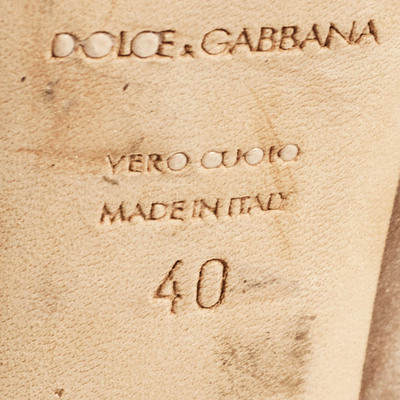 DOLCE & GABBANA
VERO CUOIO
MADE IN ITALY
40